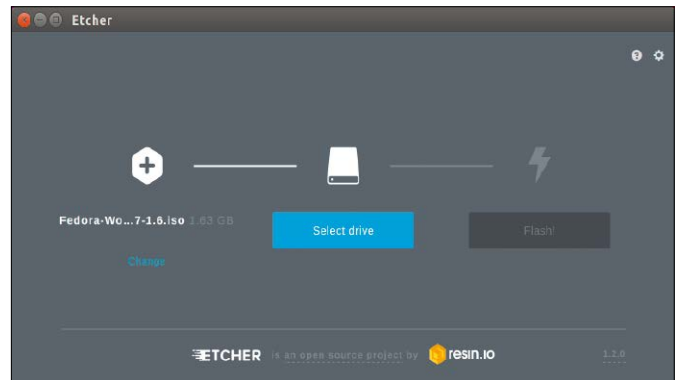 Etcher
Fedora-Wo...7-1.6.iso 1.63 GB
Select drive
Flash!
Change
ETCHER is an open source project by resin.io 1.2.0